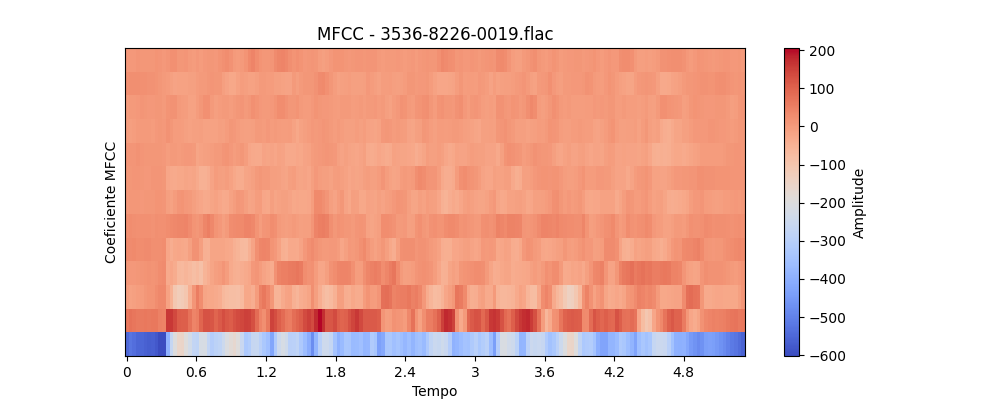 MFCC - 3536-8226-0019.flac
Coeficiente MFCC
0 0.6 1.2 1.8 2.4 3 3.6 4.2 4.8
Tempo
200
100
0
−100
−200
−300
−400
−500
−600
Amplitude